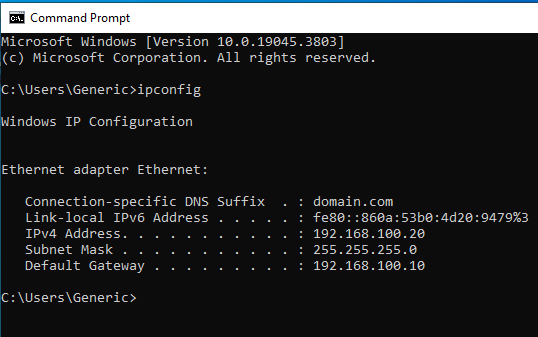 Command Prompt
Microsoft Windows [Version 10.0.19045.3803]
(c) Microsoft Corporation. All rights reserved.
C:\Users\Generic>ipconfig
Windows IP Configuration
Ethernet adapter Ethernet:
   Connection-specific DNS Suffix  . : domain.com
   Link-local IPv6 Address . . . . . : fe80::860a:53b0:4d20:9479%3
   IPv4 Address. . . . . . . . . . . : 192.168.100.20
   Subnet Mask . . . . . . . . . . . : 255.255.255.0
   Default Gateway . . . . . . . . . : 192.168.100.10
C:\Users\Generic>